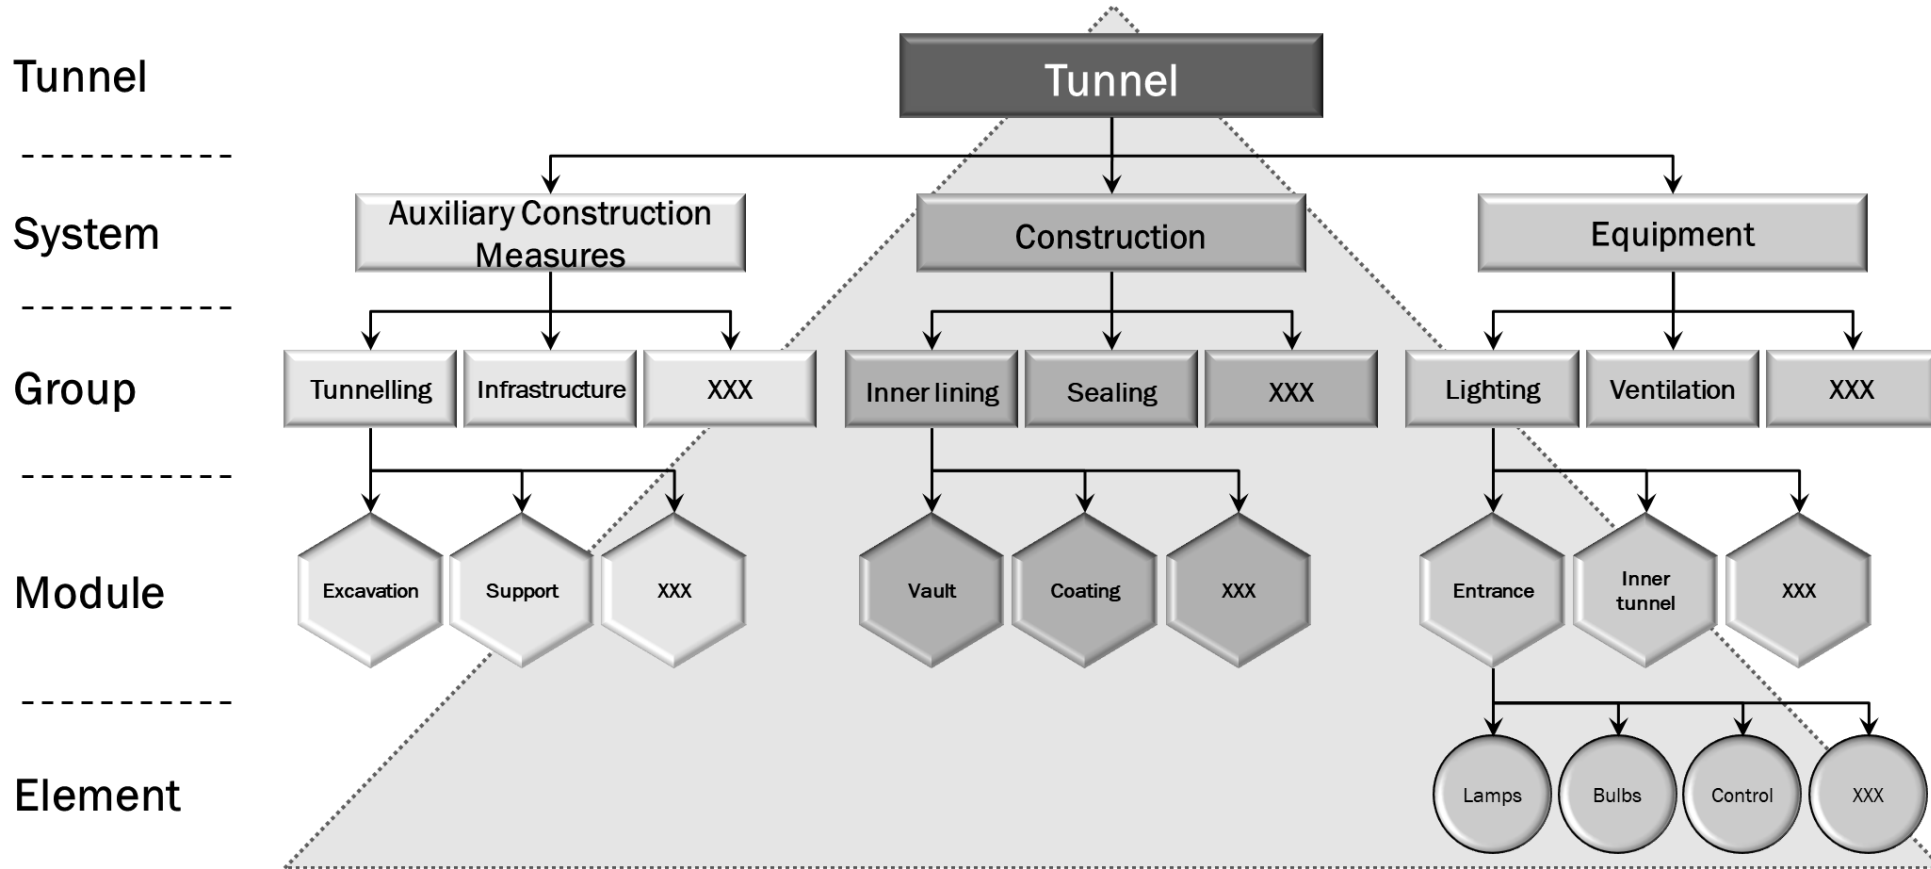 Tunnel
Tunnel
System
Auxiliary Construction
Measures
Construction
Equipment
Group
Tunnelling
Infrastructure
XXX
Inner lining
Sealing
XXX
Lighting
Ventilation
XXX
Module
Excavation
Support
XXX
Vault
Coating
XXX
Entrance
Inner
tunnel
XXX
Element
Lamps
Bulbs
Control
XXX